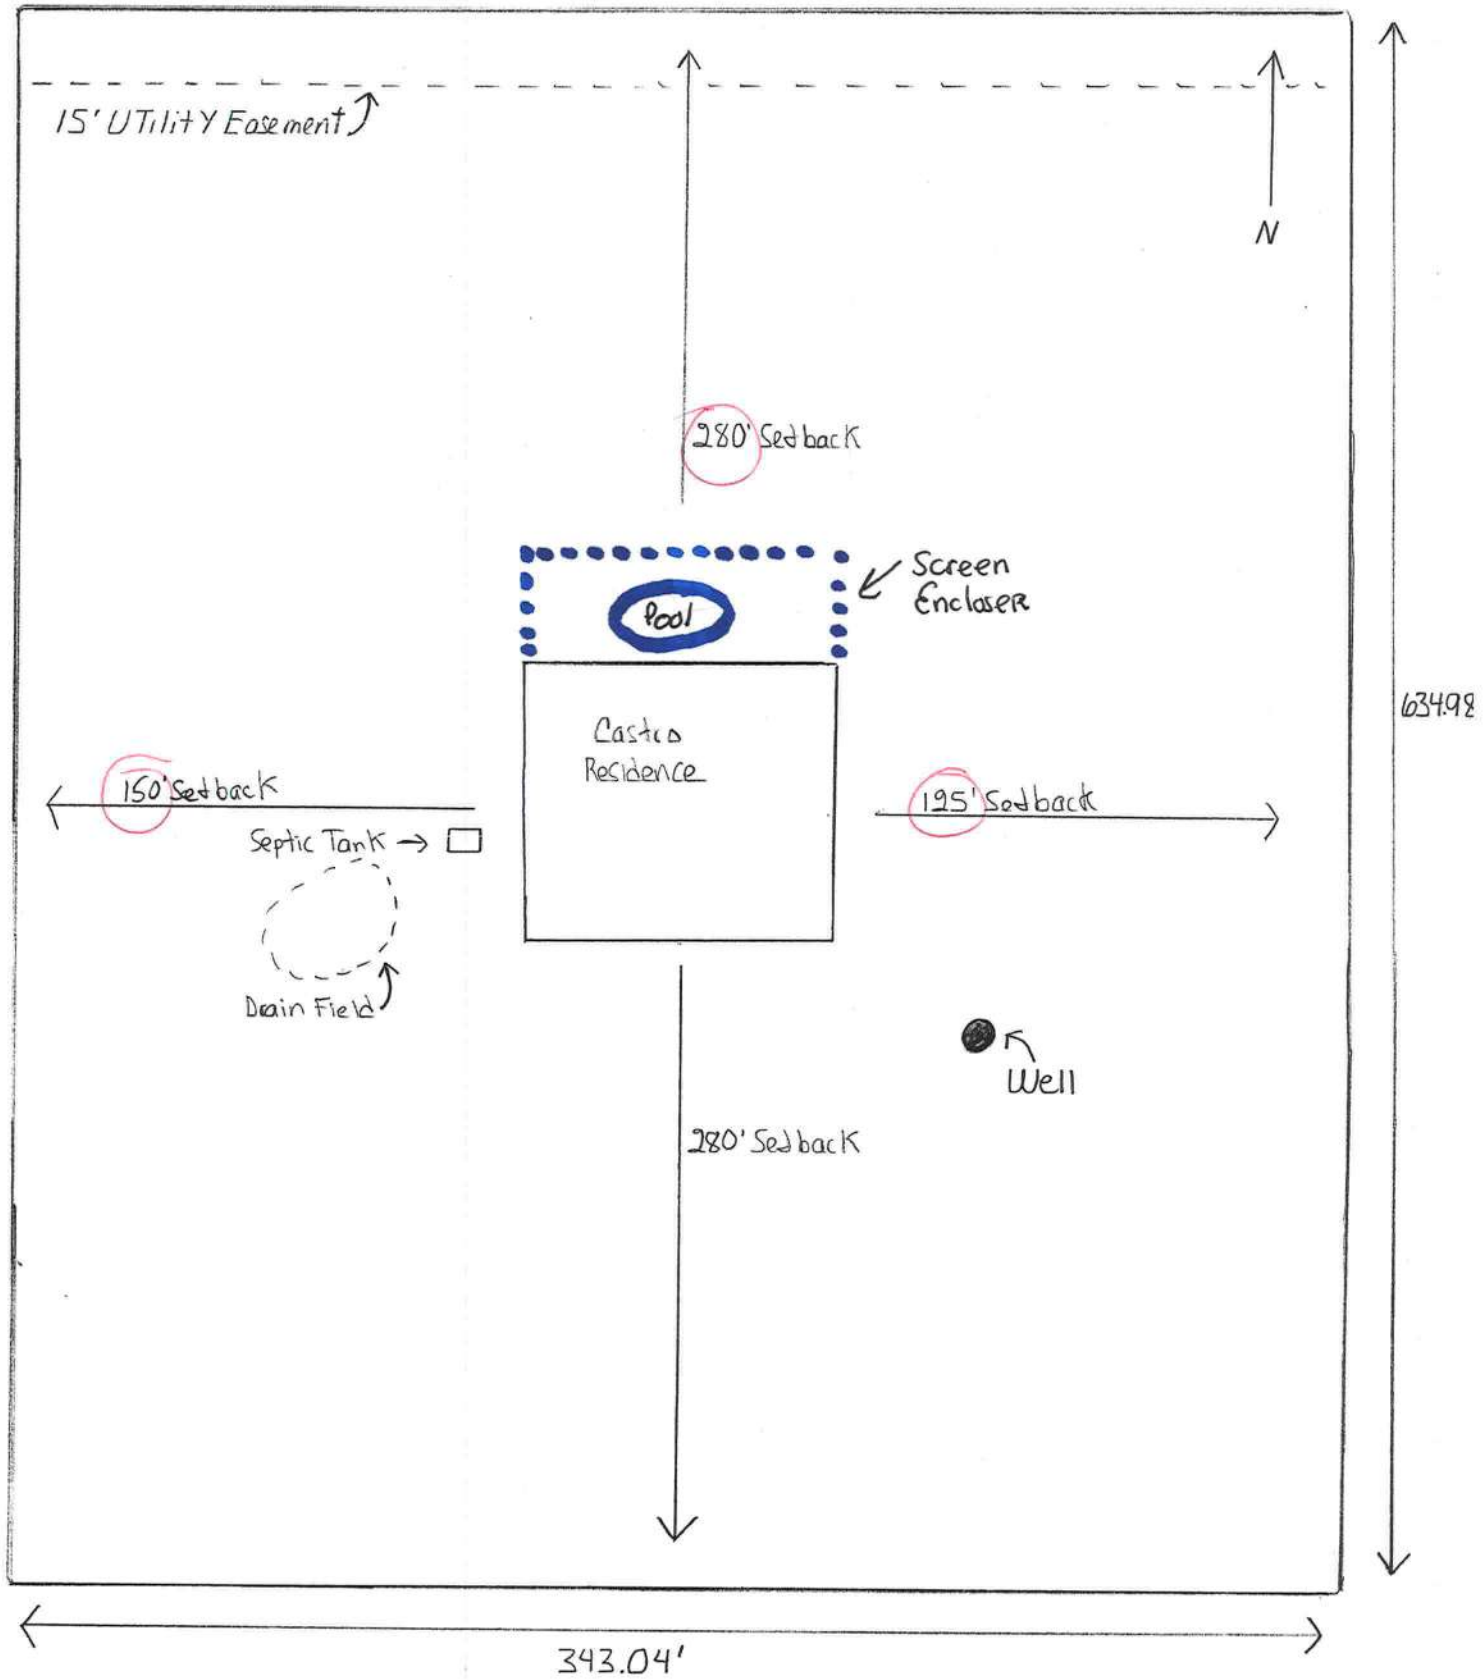 15' Utility Easement
N
280' Setback
Screen
Encloser
Pool
634.98
Castro
Residence
150' Setback
195' Setback
Septic Tank
Drain Field
Well
280' Setback
343.04'